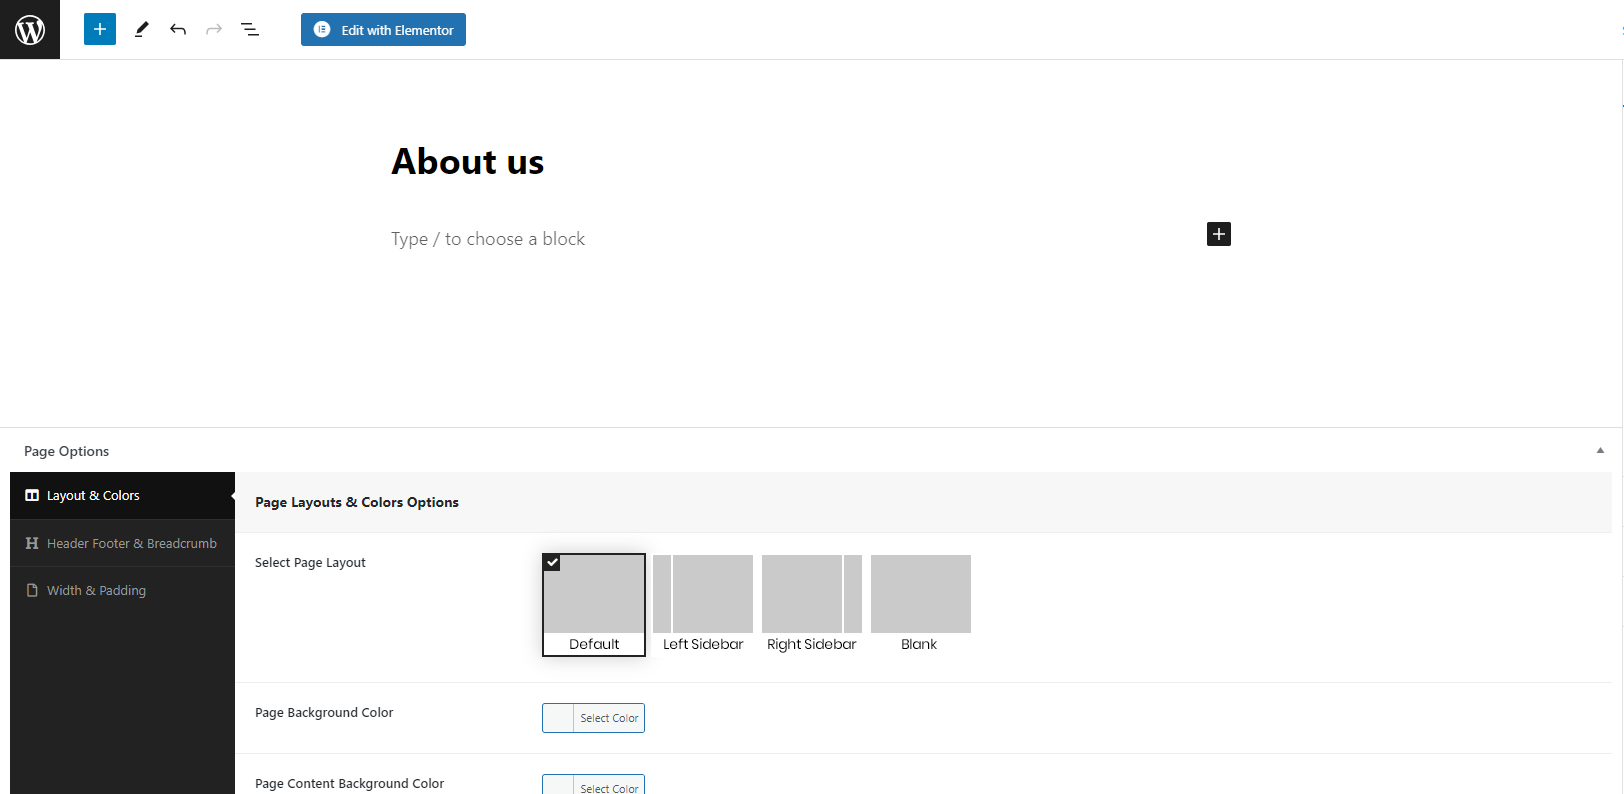 Edit with Elementor
About us
Type / to choose a block
Page Options
Layout & Colors
Header Footer & Breadcrumb
Width & Padding
Page Layouts & Colors Options
Select Page Layout
Default
Left Sidebar
Right Sidebar
Blank
Page Background Color
Select Color
Page Content Background Color
Select Color